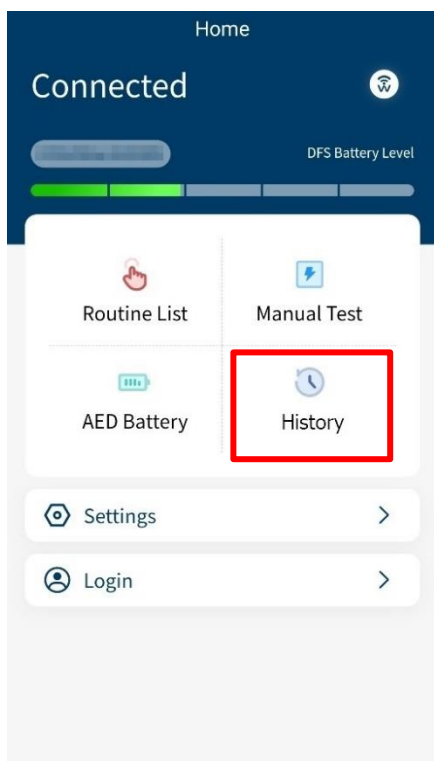 Home
Connected
DFS Battery Level
Routine List
Manual Test
AED Battery
History
Settings
Login